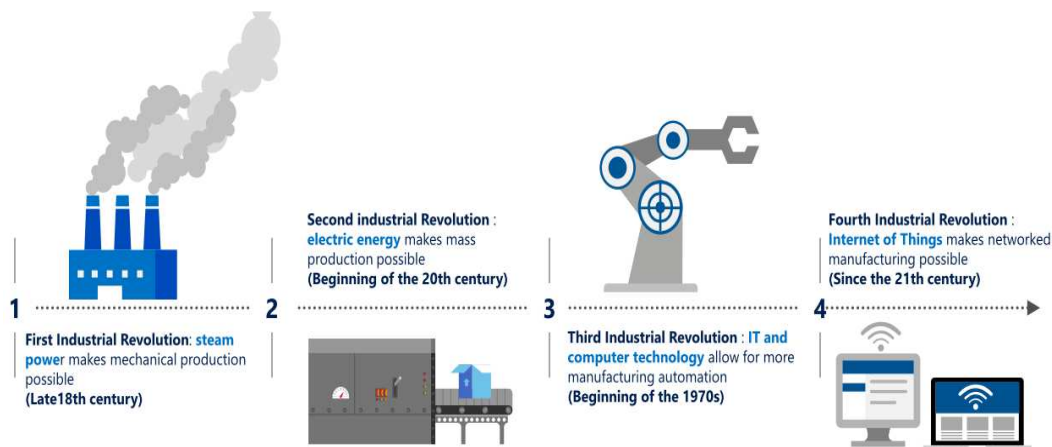 1
First Industrial Revolution: steam
power makes mechanical production
possible
(Late18th century)
2
Second industrial Revolution :
electric energy makes mass
production possible
(Beginning of the 20th century)
3
Third Industrial Revolution : IT and
computer technology allow for more
manufacturing automation
(Beginning of the 1970s)
4
Fourth Industrial Revolution :
Internet of Things makes networked
manufacturing possible
(Since the 21th century)